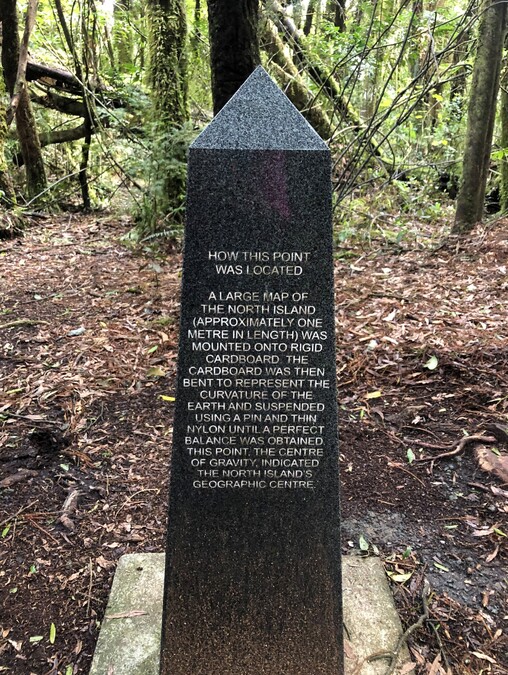 HOW THIS POINT
WAS LOCATED
A LARGE MAP OF
THE NORTH ISLAND
(APPROXIMATELY ONE
METRE IN LENGTH) WAS
MOUNTED ONTO RIGID
CARDBOARD. THE
CARDBOARD WAS THEN
BENT TO REPRESENT THE
CURVATURE OF THE
EARTH AND SUSPENDED
USING A PIN AND THIN
NYLON UNTIL A PERFECT
BALANCE WAS OBTAINED.
THIS POINT, THE CENTRE
OF GRAVITY, INDICATED
THE NORTH ISLAND'S
GEOGRAPHIC CENTRE.